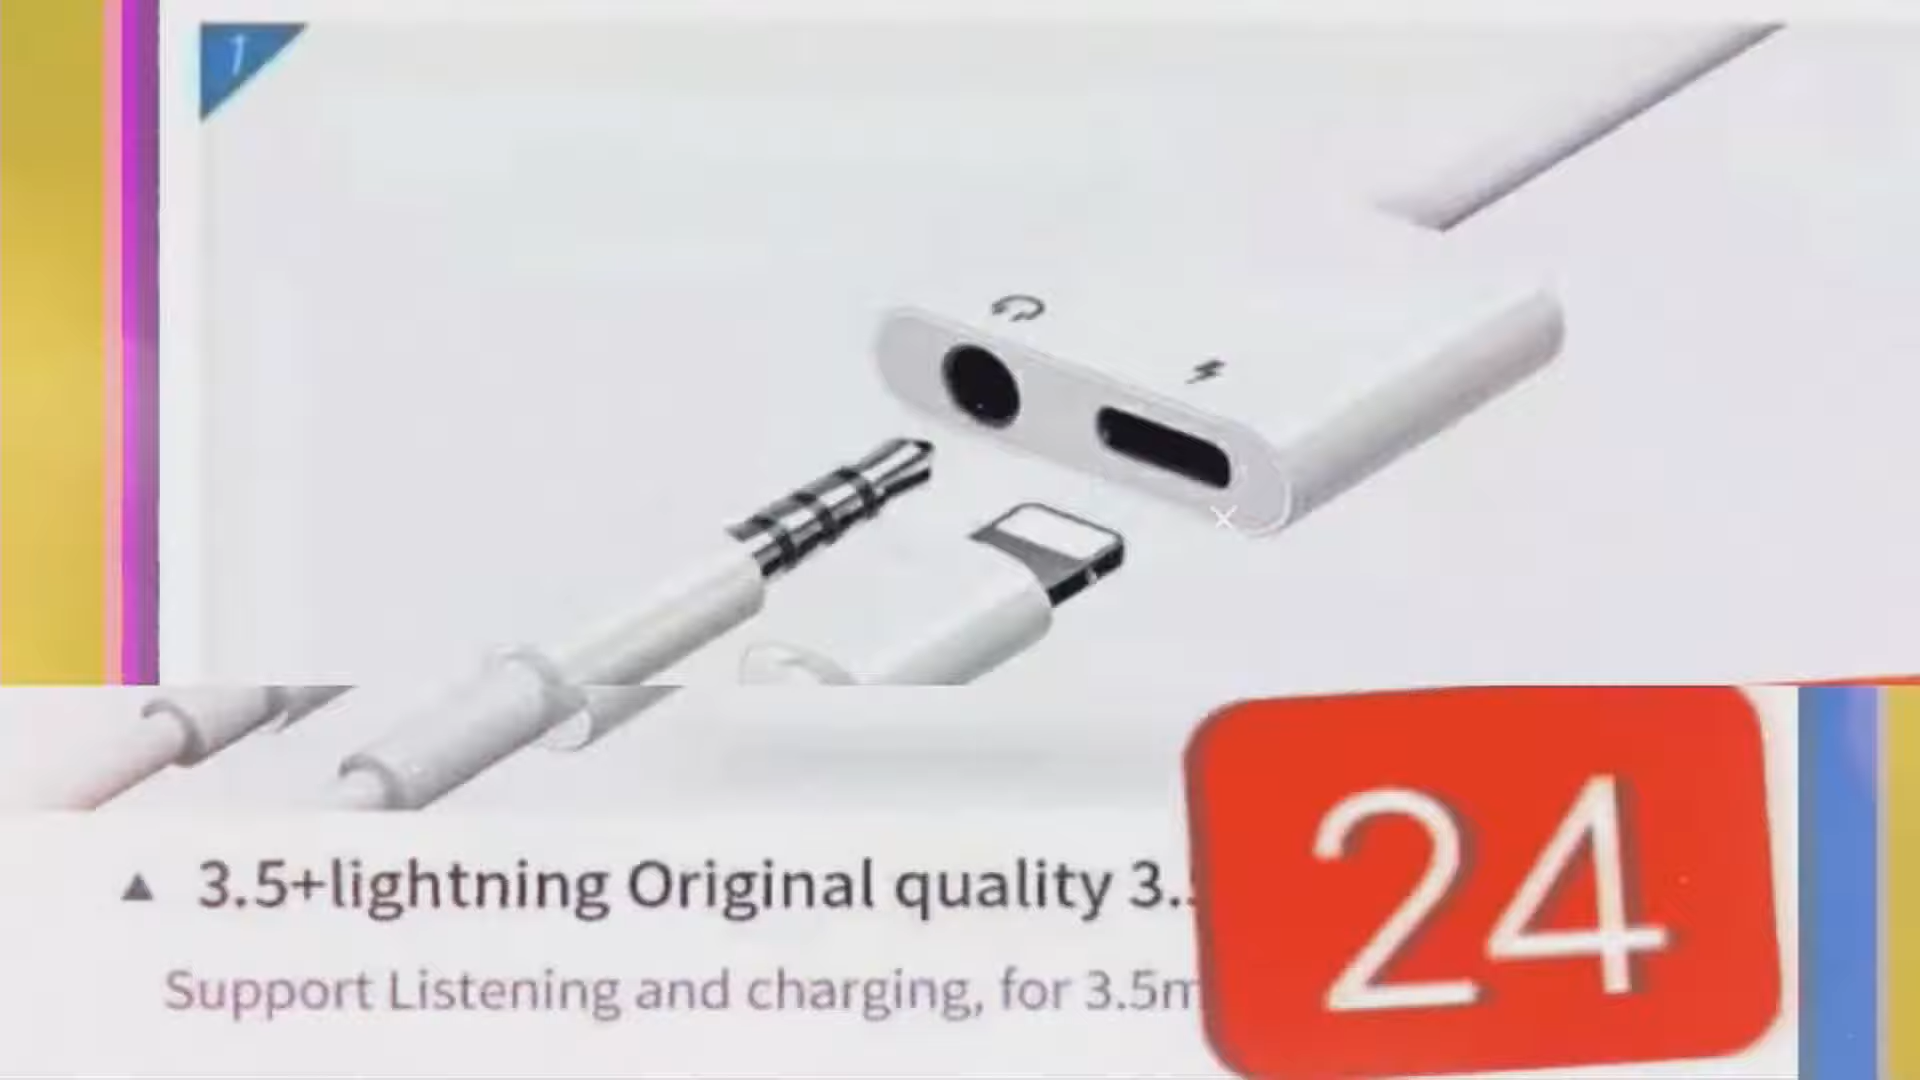 1
3.5+lightning Original quality 3.
Support Listening and charging, for 3.5m
24